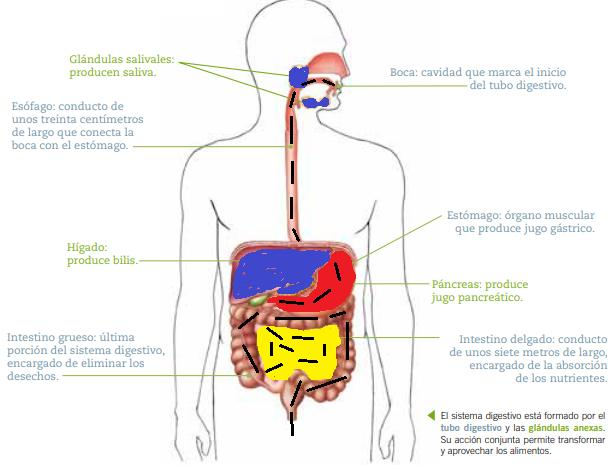 Glándulas salivales:
producen saliva.
Boca: cavidad que marca el inicio
del tubo digestivo.
Esófago: conducto de
unos treinta centímetros
de largo que conecta la
boca con el estómago.
Estómago: órgano muscular
que produce jugo gástrico.
Hígado:
produce bilis.
Páncreas: produce
jugo pancreático.
Intestino grueso: última
porción del sistema digestivo,
encargado de eliminar los
desechos.
Intestino delgado: conducto
de unos siete metros de largo,
encargado de la absorción
de los nutrientes.
El sistema digestivo está formado por el
tubo digestivo y las glándulas anexas.
Su acción conjunta permite transformar
y aprovechar los alimentos.